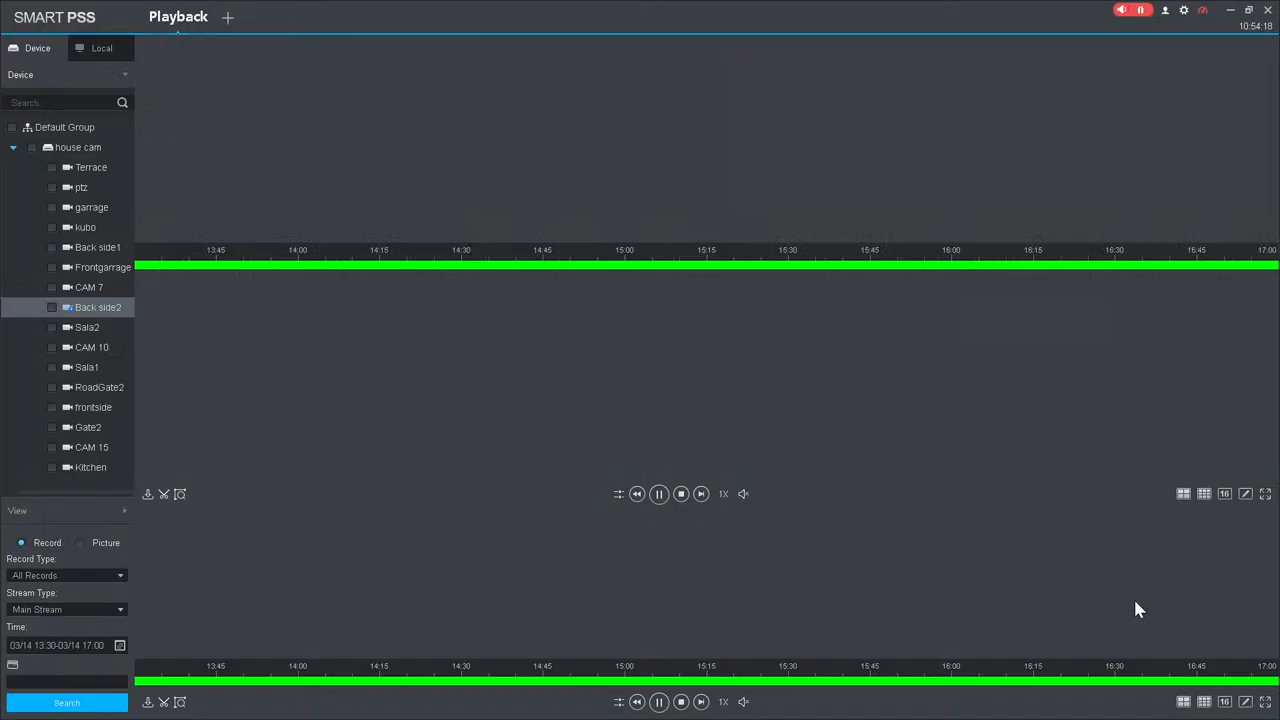 SMART PSS
Playback
10:54:18
Device
Local
Device
Search...
Default Group
house cam
Terrace
ptz
garrage
kubo
Back side1
Frontgarrage
CAM 7
Back side2
Sala2
CAM 10
Sala1
RoadGate2
frontside
Gate2
CAM 15
Kitchen
View
Record Picture
Record Type:
All Records
Stream Type:
Main Stream
Time:
03/14 13:30-03/14 17:00
Search
13:45 14:00 14:15 14:30 14:45 15:00 15:15 15:30 15:45 16:00 16:15 16:30 16:45 17:00
1X
16
13:45 14:00 14:15 14:30 14:45 15:00 15:15 15:30 15:45 16:00 16:15 16:30 16:45 17:00
1X
16